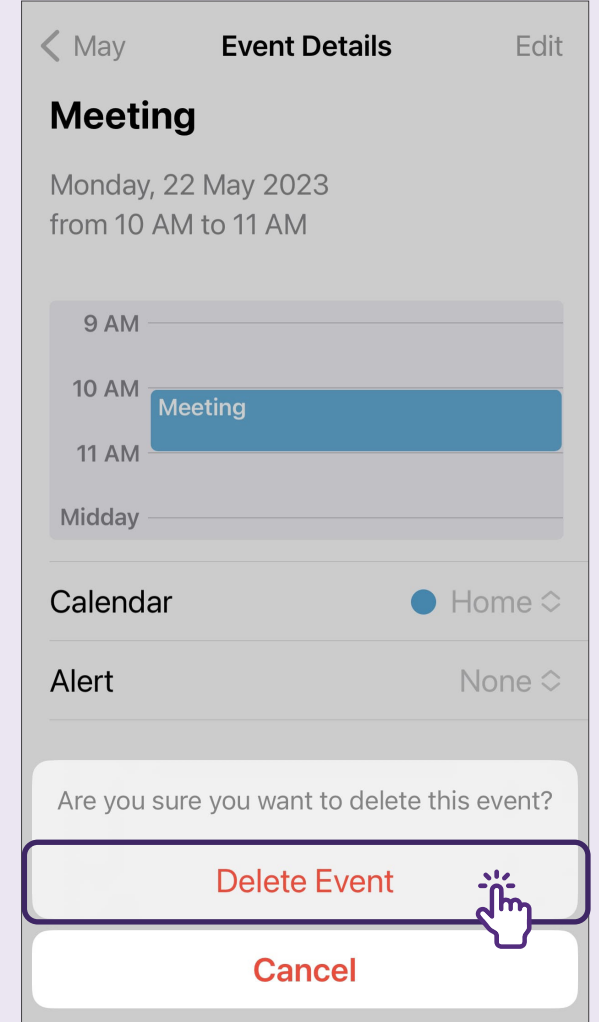 May Event Details Edit
Meeting
Monday, 22 May 2023
from 10 AM to 11 AM
9 AM
10 AM
Meeting
11 AM
Midday
Calendar Home
Alert None
Are you sure you want to delete this event?
Delete Event
Cancel